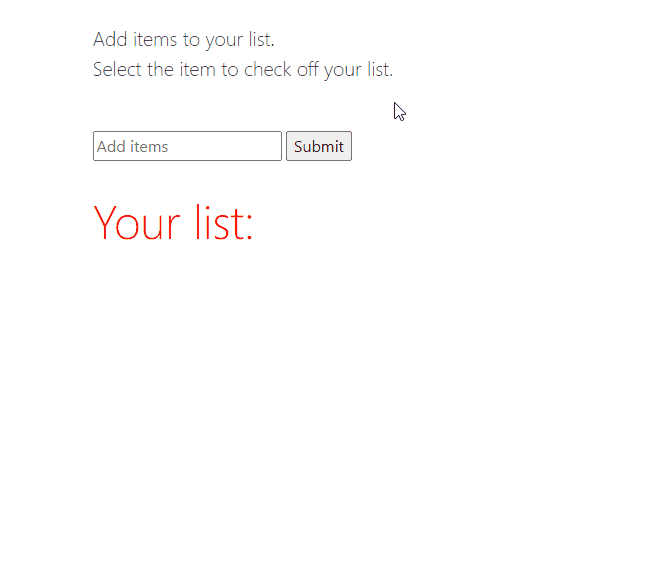 Add items to your list.
Select the item to check off your list.
Add items
Submit
Your list: